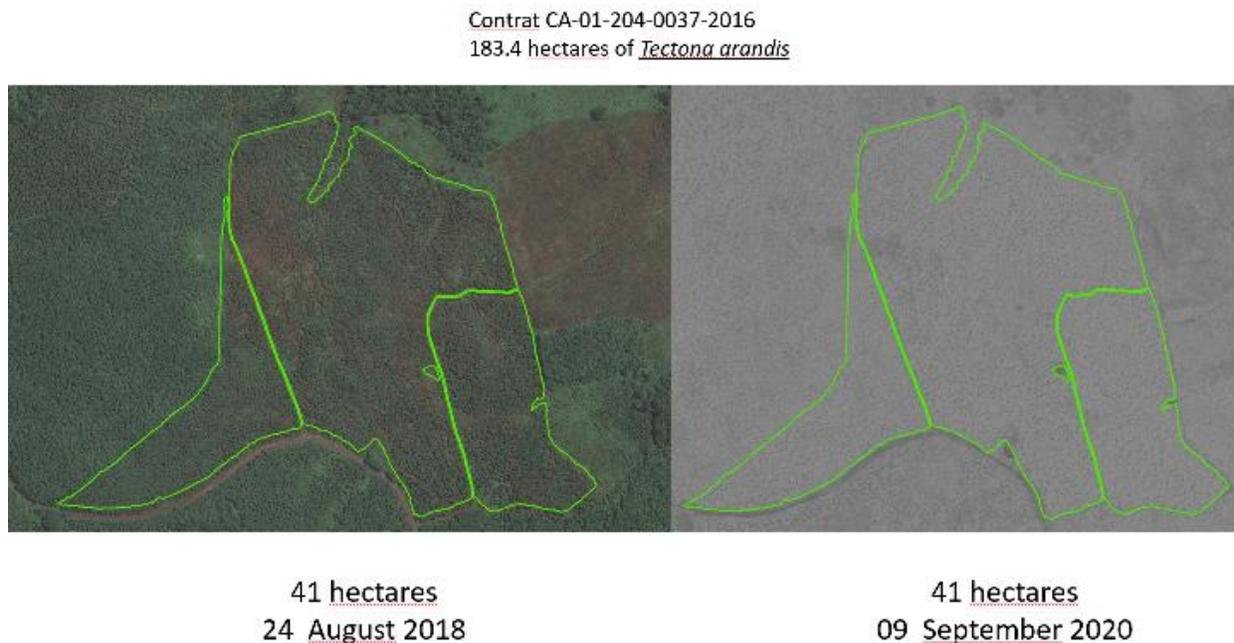 Contrat CA-01-204-0037-2016
183.4 hectares of Tectona arandis
41 hectares
24 August 2018
41 hectares
09 September 2020